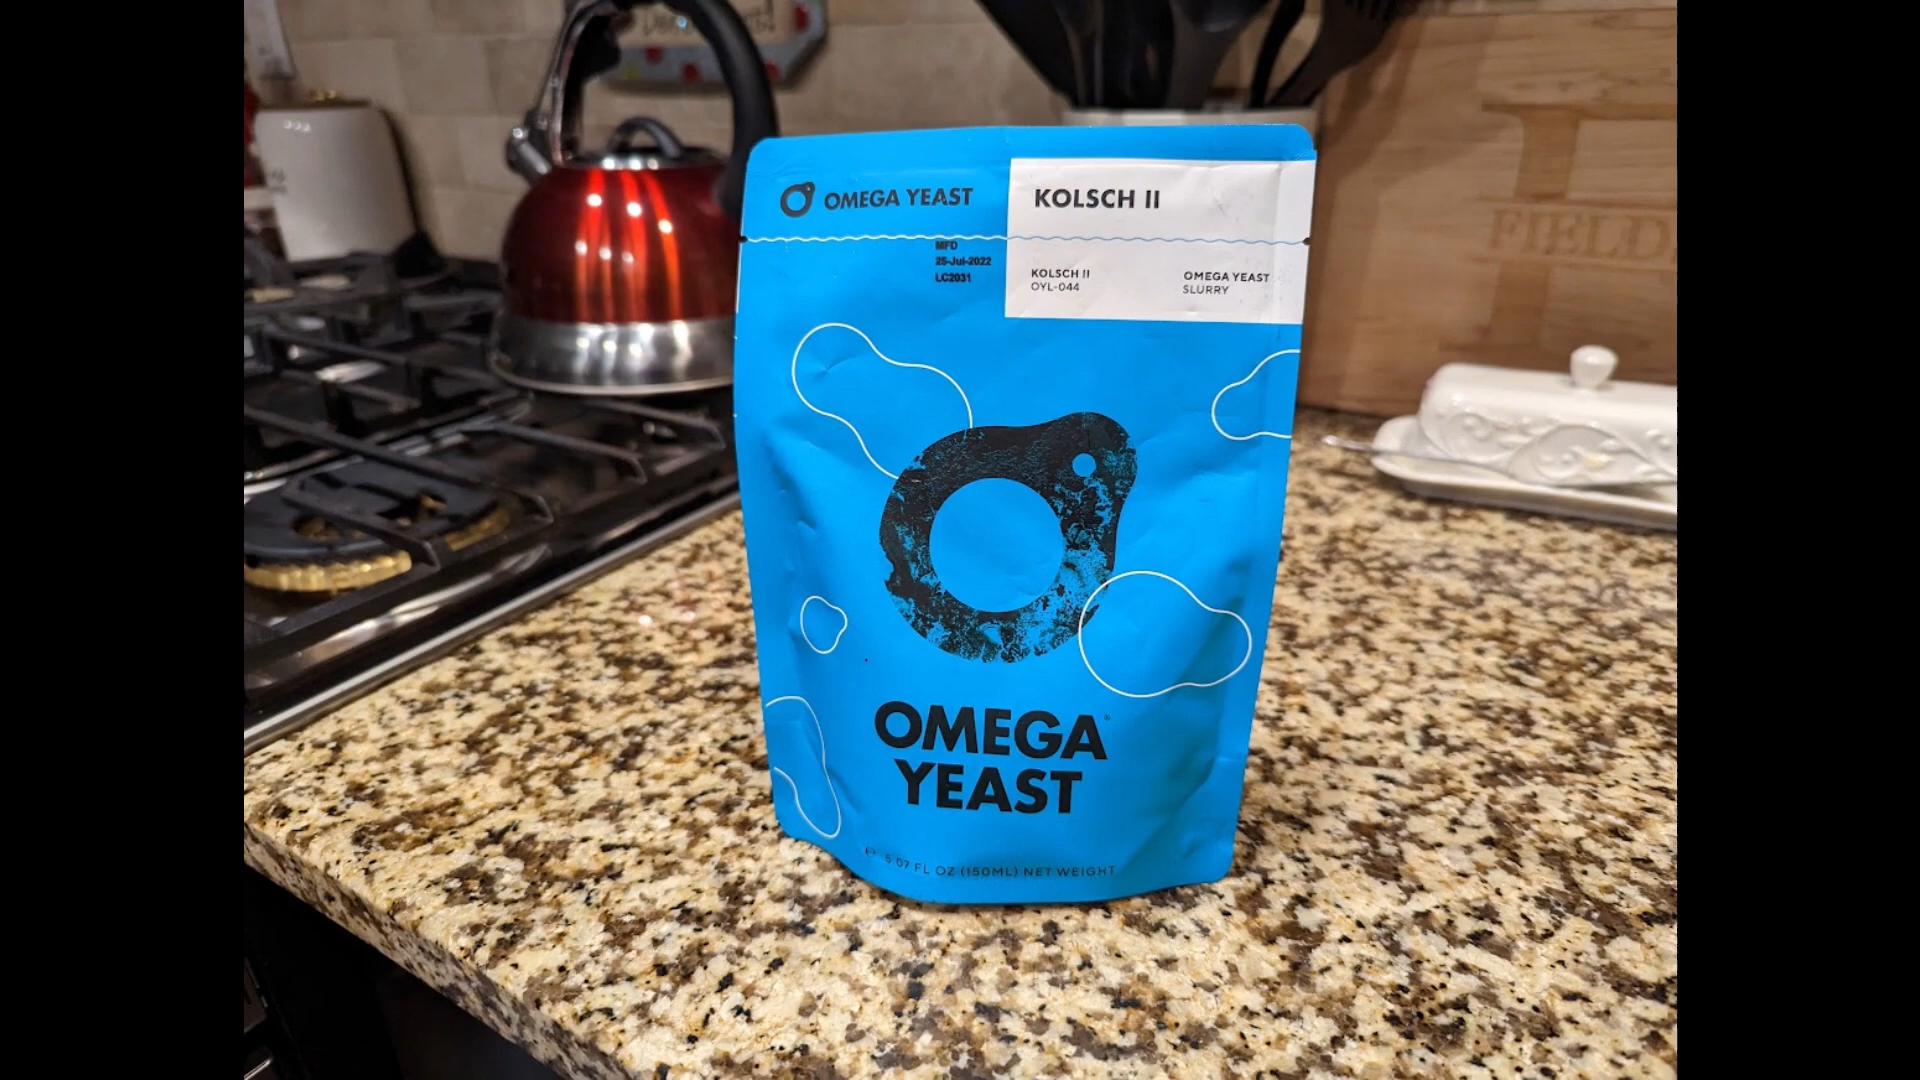 OMEGA YEAST
KOLSCH II
MFD
25-Jul-2022
LC2031
KOLSCH II
OYL-044
OMEGA YEAST
SLURRY
OMEGA®
YEAST
℮ 5.07 FL OZ (150ML) NET WEIGHT
FIELD